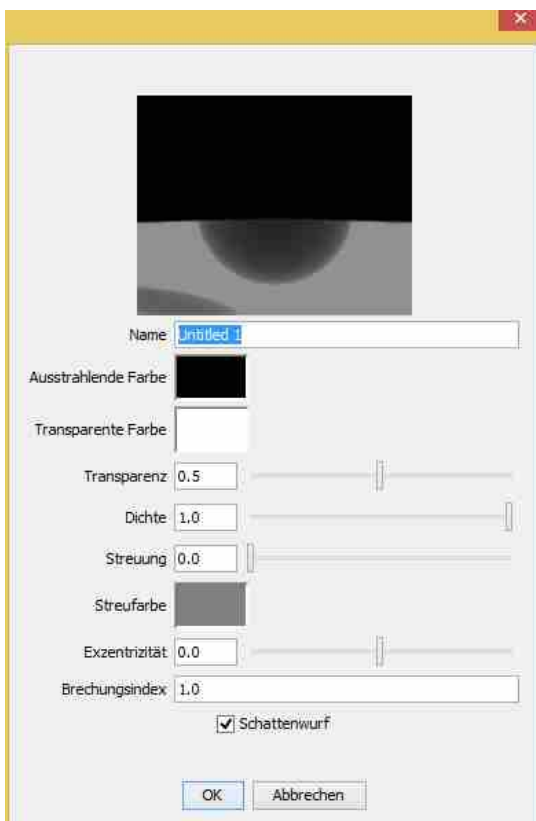 Name Untitled 1
Ausstrahlende Farbe
Transparente Farbe
Transparenz 0.5
Dichte 1.0
Streuung 0.0
Streufarbe
Exzentrizität 0.0
Brechungsindex 1.0
Schattenwurf
OK Abbrechen